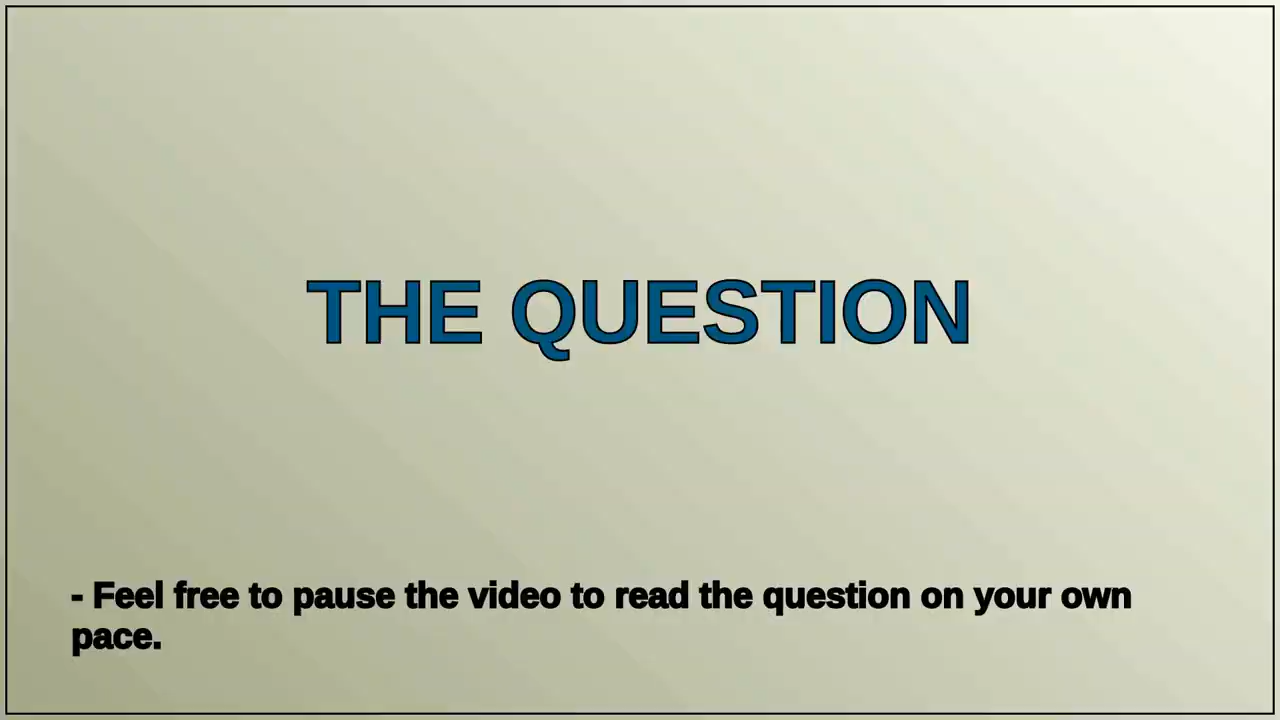 THE QUESTION
- Feel free to pause the video to read the question on your own
pace.